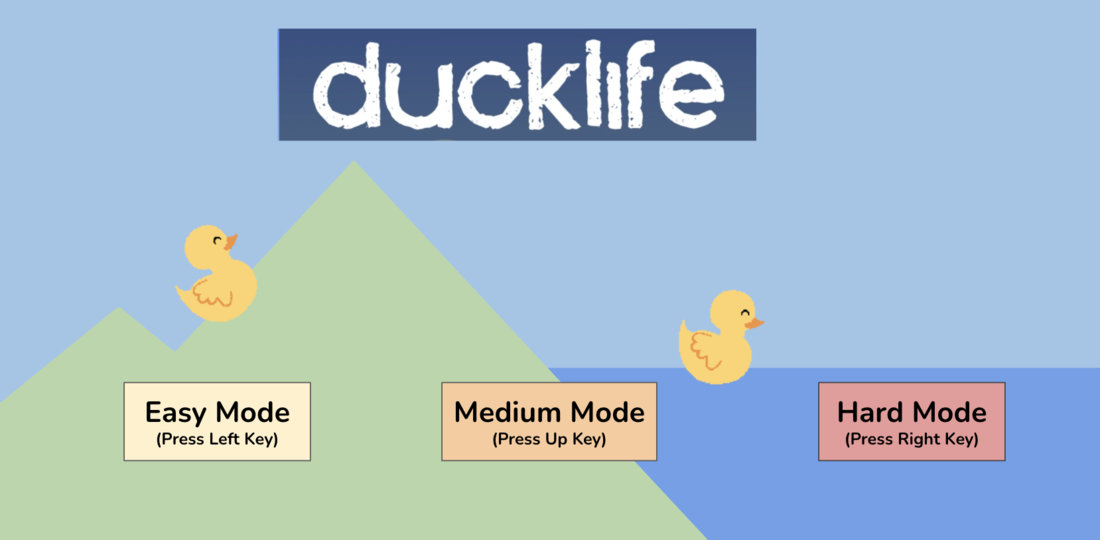 ducklife
Easy Mode
(Press Left Key)
Medium Mode
(Press Up Key)
Hard Mode
(Press Right Key)